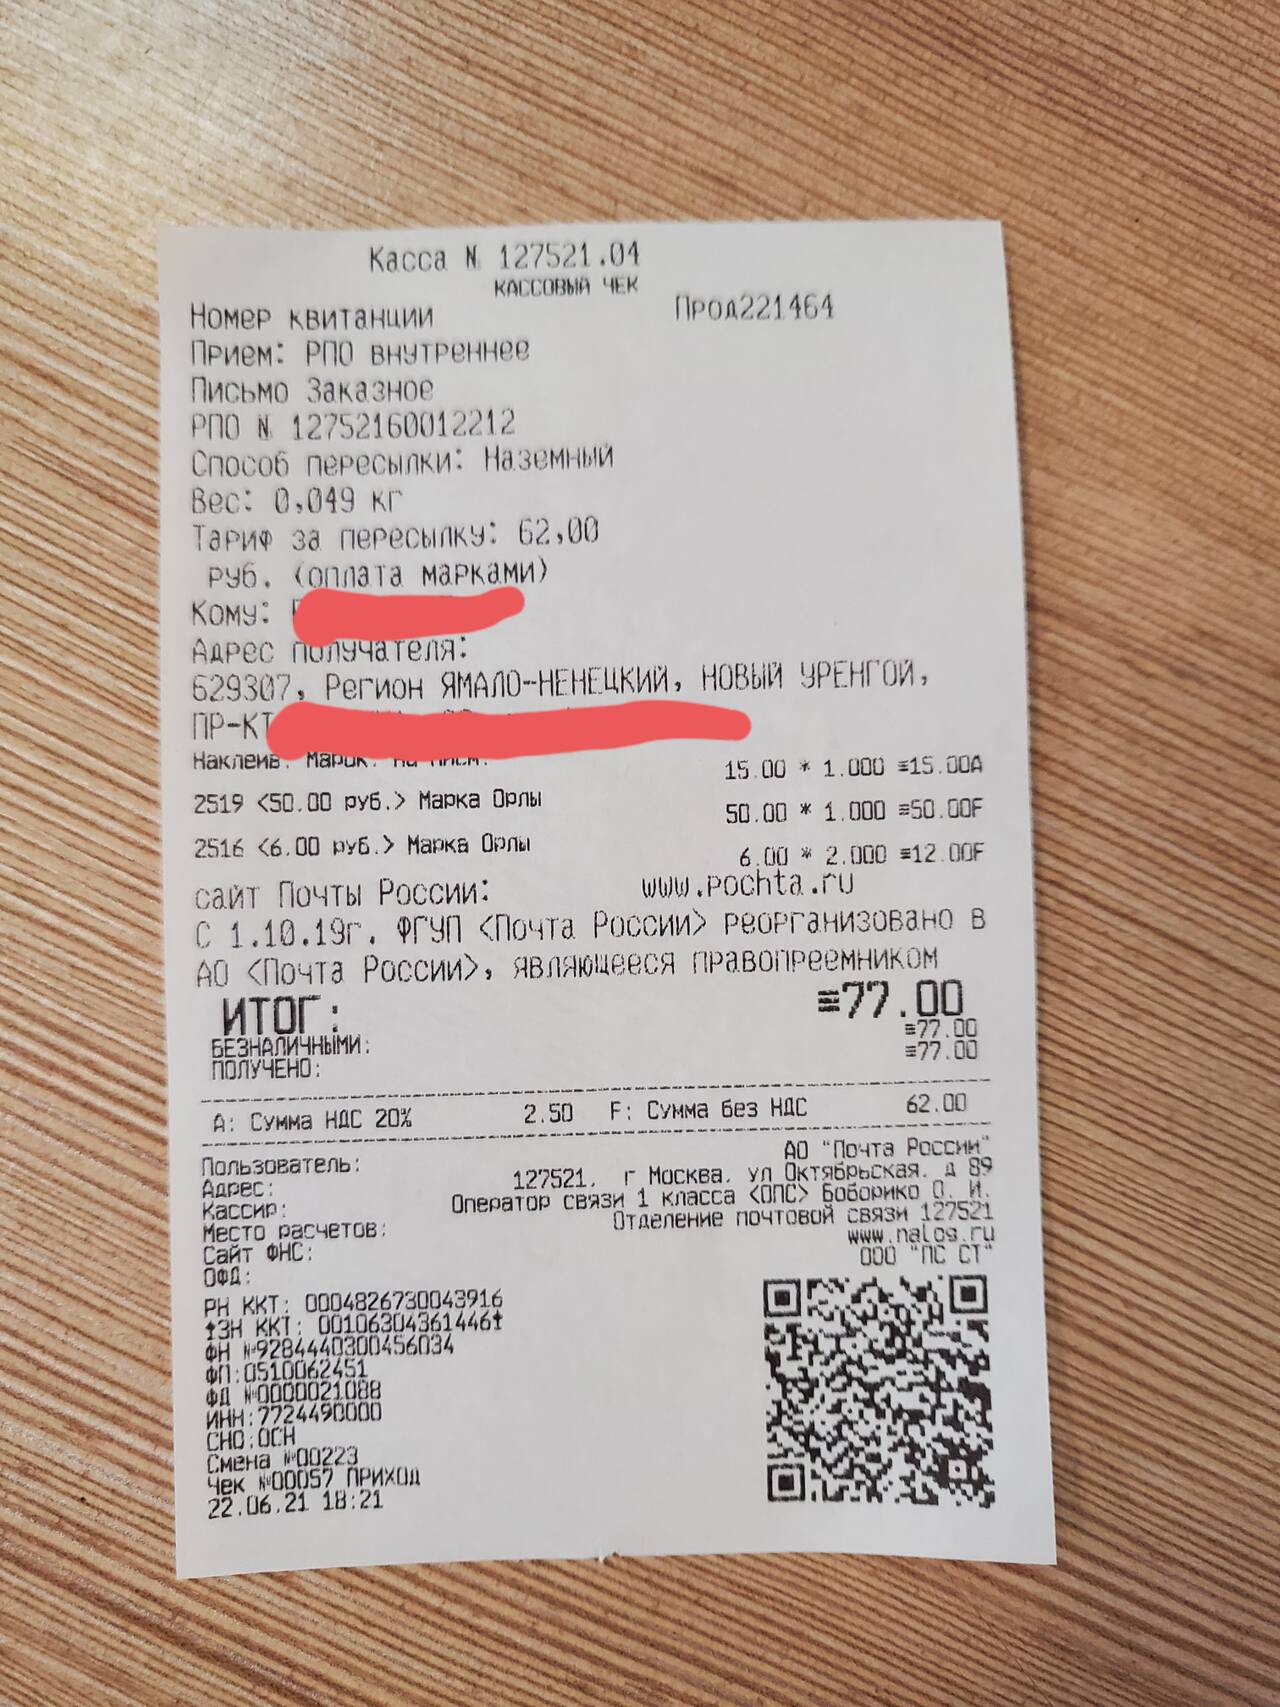 Касса № 127521.04
КАССОВЫЙ ЧЕК
Номер квитанции Прод221464
Прием: РПО внутреннее
Письмо Заказное
РПО № 12752160012212
Способ пересылки: Наземный
Вес: 0,049 кг
Тариф за пересылку: 62,00
руб. (оплата марками)
Кому:
Адрес получателя:
629307, Регион ЯМАЛО-НЕНЕЦКИЙ, НОВЫЙ УРЕНГОЙ,
ПР-КТ
Наклеив. Марок. на письм.
15.00 * 1.000 ≡15.00A
2519 <50.00 руб.> Марка Орлы
50.00 * 1.000 ≡50.00F
2516 <6.00 руб.> Марка Орлы
6.00 * 2.000 ≡12.00F
сайт Почты России: www.pochta.ru
С 1.10.19г. ФГУП <Почта России> реорганизовано в
АО <Почта России>, являющееся правопреемником
ИТОГ: ≡77.00
БЕЗНАЛИЧНЫМИ: ≡77.00
ПОЛУЧЕНО: ≡77.00
A: Сумма НДС 20% 2.50 F: Сумма без НДС 62.00
Пользователь: АО "Почта России"
Адрес: 127521, г Москва, ул Октябрьская, д 89
Кассир: Оператор связи 1 класса <ОПС> Боборико О. И.
Место расчетов: Отделение почтовой связи 127521
Сайт ФНС: www.nalog.ru
ОФД: ООО "ПС СТ"
РН ККТ: 0004826730043916
↑ЗН ККТ: 00106304361446↑
ФН №9284440300456034
ФП:0510062451
ФД №0000021088
ИНН:7724490000
СНО:ОСН
Смена №00223
Чек №00057 ПРИХОД
22.06.21 18:21